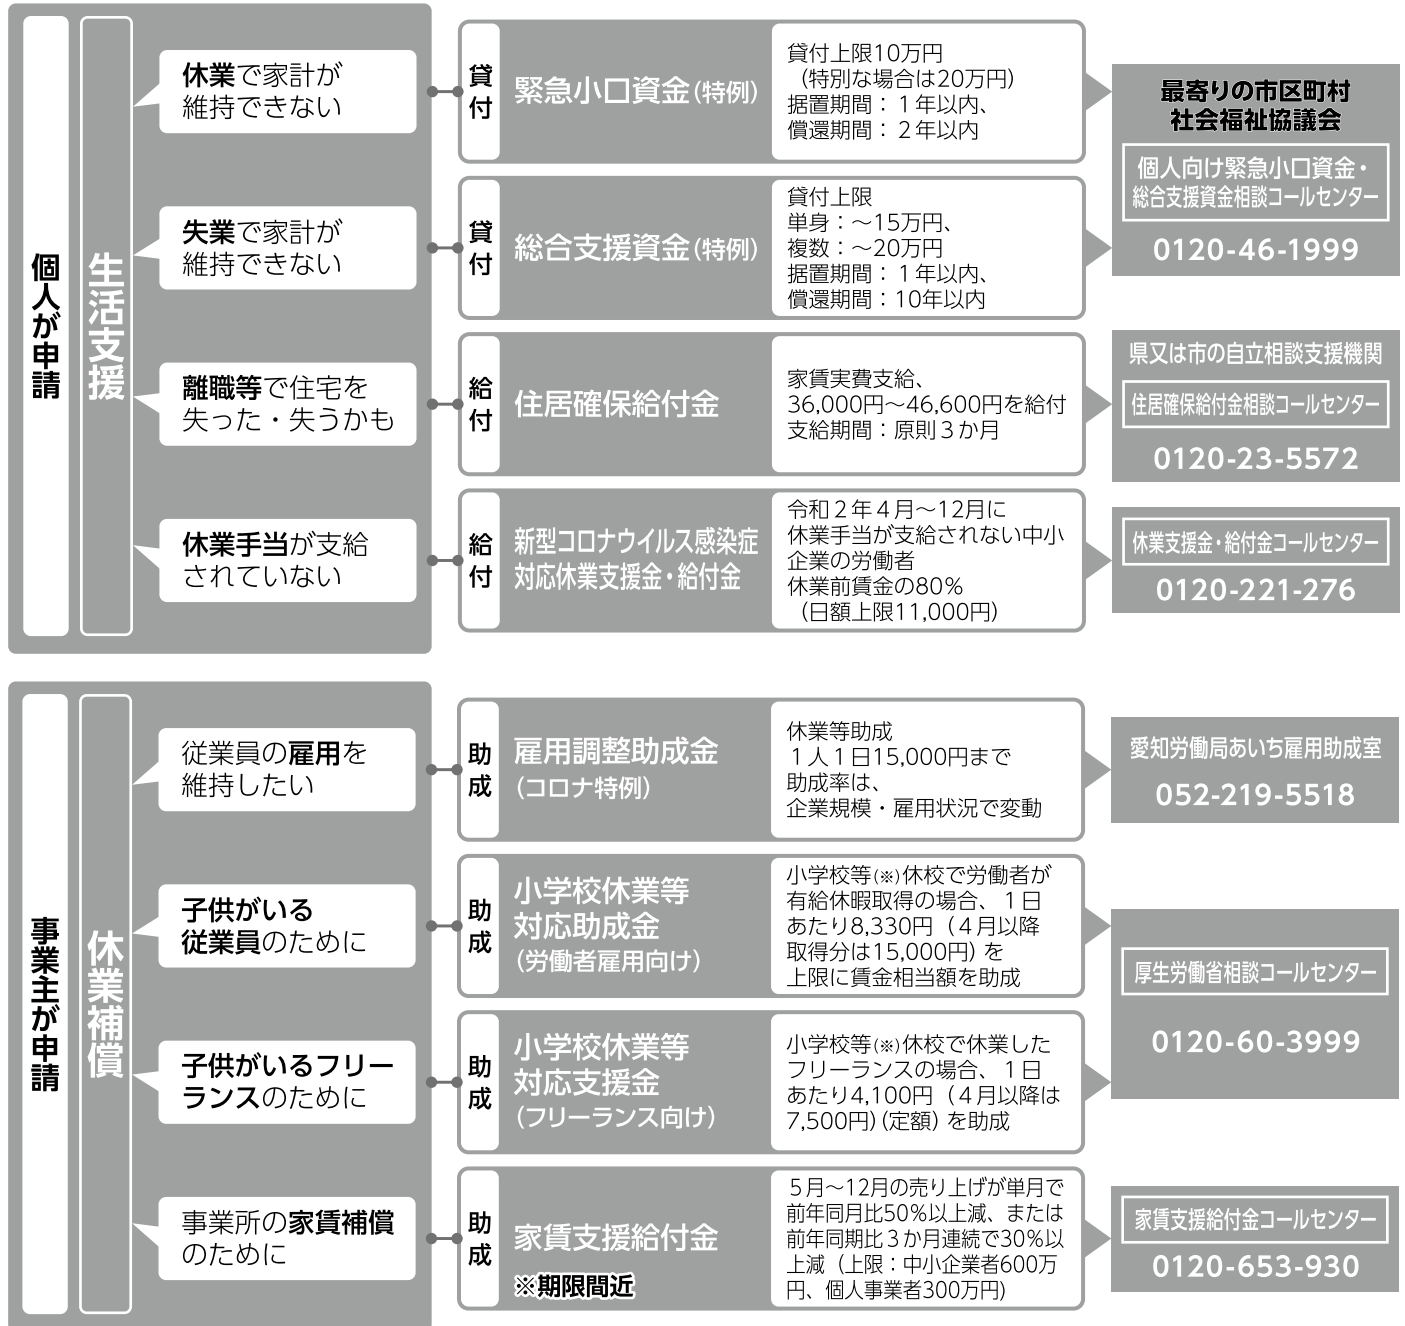 個人が申請
生活支援
休業で家計が
維持できない
貸付
緊急小口資金(特例)
貸付上限10万円
(特別な場合は20万円)
据置期間：１年以内、
償還期間：２年以内
最寄りの市区町村
社会福祉協議会
個人向け緊急小口資金・
総合支援資金相談コールセンター
0120-46-1999
失業で家計が
維持できない
貸付
総合支援資金(特例)
貸付上限
単身：～15万円、
複数：～20万円
据置期間：１年以内、
償還期間：10年以内
離職等で住宅を
失った・失うかも
給付
住居確保給付金
家賃実費支給、
36,000円～46,600円を給付
支給期間：原則３か月
県又は市の自立相談支援機関
住居確保給付金相談コールセンター
0120-23-5572
休業手当が支給
されていない
給付
新型コロナウイルス感染症
対応休業支援金・給付金
令和２年４月～12月に
休業手当が支給されない中小
企業の労働者
休業前賃金の80％
(日額上限11,000円)
休業支援金・給付金コールセンター
0120-221-276
事業主が申請
休業補償
従業員の雇用を
維持したい
助成
雇用調整助成金
(コロナ特例)
休業等助成
１人１日15,000円まで
助成率は、
企業規模・雇用状況で変動
愛知労働局あいち雇用助成室
052-219-5518
子供がいる
従業員のために
助成
小学校休業等
対応助成金
(労働者雇用向け)
小学校等(※)休校で労働者が
有給休暇取得の場合、１日
あたり8,330円（４月以降
取得分は15,000円）を
上限に賃金相当額を助成
厚生労働省相談コールセンター
0120-60-3999
子供がいるフリー
ランスのために
助成
小学校休業等
対応支援金
(フリーランス向け)
小学校等(※)休校で休業した
フリーランスの場合、１日
あたり4,100円（４月以降は
7,500円）(定額）を助成
事業所の家賃補償
のために
助成
家賃支援給付金
※期限間近
５月～12月の売り上げが単月で
前年同月比50％以上減、または
前年同期比３か月連続で30％以
上減（上限：中小企業者600万
円、個人事業者300万円)
家賃支援給付金コールセンター
0120-653-930